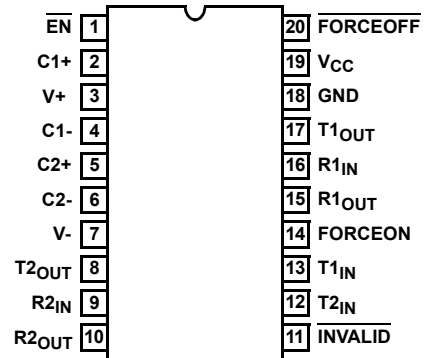 EN 1 20 FORCEOFF
C1+ 2 19 VCC
V+ 3 18 GND
C1- 4 17 T1OUT
C2+ 5 16 R1IN
C2- 6 15 R1OUT
V- 7 14 FORCEON
T2OUT 8 13 T1IN
R2IN 9 12 T2IN
R2OUT 10 11 INVALID